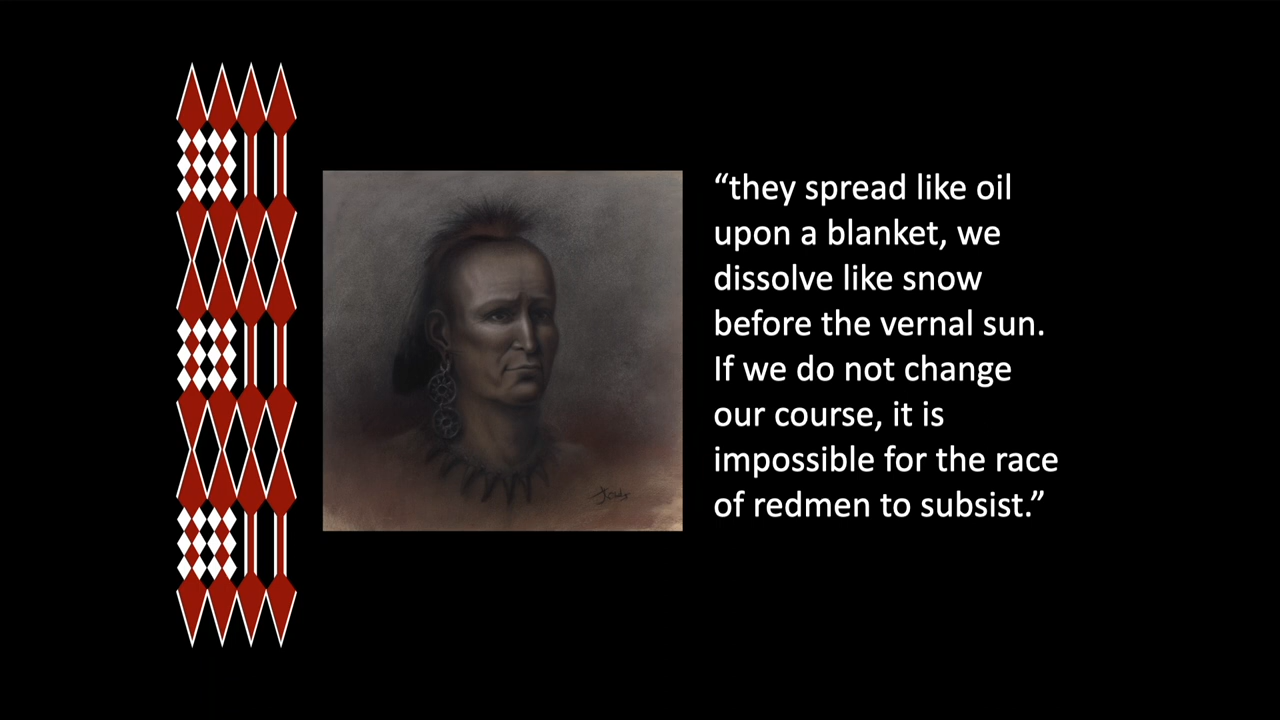 “they spread like oil
upon a blanket, we
dissolve like snow
before the vernal sun.
If we do not change
our course, it is
impossible for the race
of redmen to subsist.”